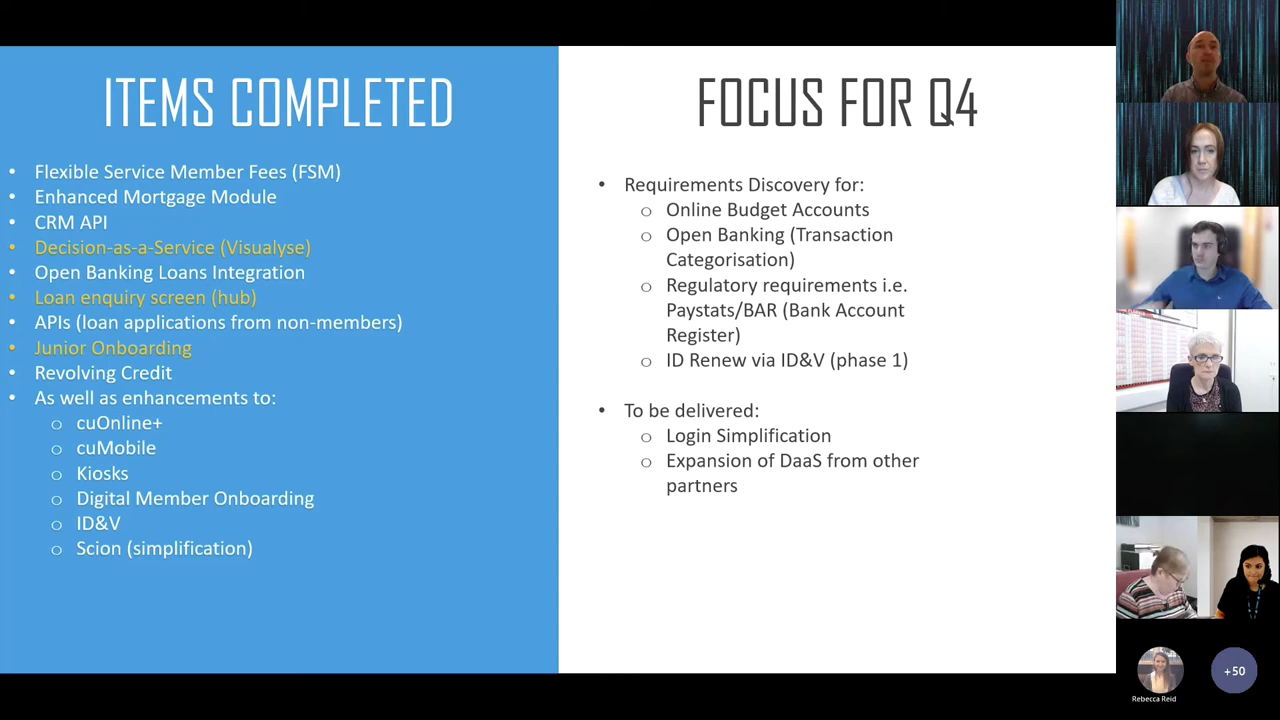 ITEMS COMPLETED
• Flexible Service Member Fees (FSM)
• Enhanced Mortgage Module
• CRM API
• Decision-as-a-Service (Visualyse)
• Open Banking Loans Integration
• Loan enquiry screen (hub)
• APIs (loan applications from non-members)
• Junior Onboarding
• Revolving Credit
• As well as enhancements to:
o cuOnline+
o cuMobile
o Kiosks
o Digital Member Onboarding
o ID&V
o Scion (simplification)
FOCUS FOR Q4
• Requirements Discovery for:
o Online Budget Accounts
o Open Banking (Transaction
Categorisation)
o Regulatory requirements i.e.
Paystats/BAR (Bank Account
Register)
o ID Renew via ID&V (phase 1)
• To be delivered:
o Login Simplification
o Expansion of DaaS from other
partners
Rebecca Reid
+50